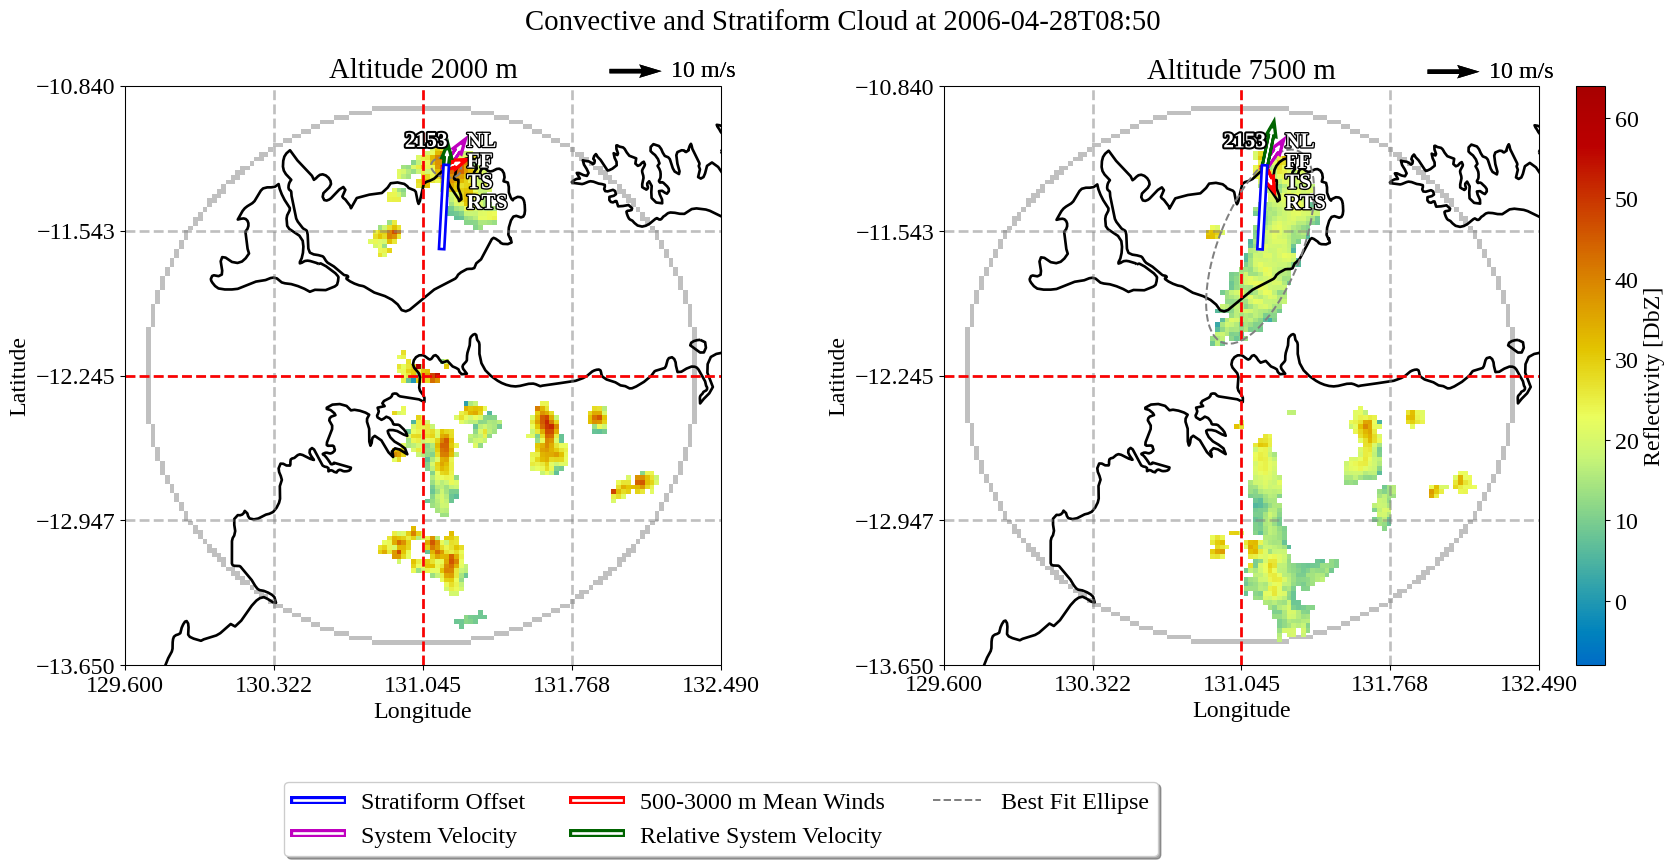 Convective and Stratiform Cloud at 2006-04-28T08:50
Altitude 2000 m
10 m/s
Altitude 7500 m
10 m/s
−10.840
−11.543
−12.245
−12.947
−13.650
Latitude
129.600
130.322
131.045
131.768
132.490
Longitude
2153
NL
FF
TS
RTS
−10.840
−11.543
−12.245
−12.947
−13.650
Latitude
129.600
130.322
131.045
131.768
132.490
Longitude
2153
NL
FF
TS
RTS
60
50
40
30
20
10
0
Reflectivity [DbZ]
Stratiform Offset
System Velocity
500-3000 m Mean Winds
Relative System Velocity
Best Fit Ellipse